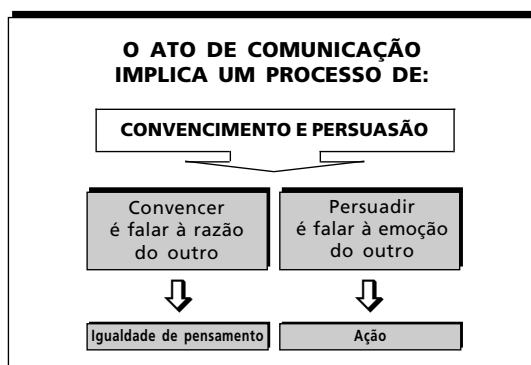 O ATO DE COMUNICAÇÃO
IMPLICA UM PROCESSO DE:
CONVENCIMENTO E PERSUASÃO
Convencer
é falar à razão
do outro
Persuadir
é falar à emoção
do outro
Igualdade de pensamento
Ação